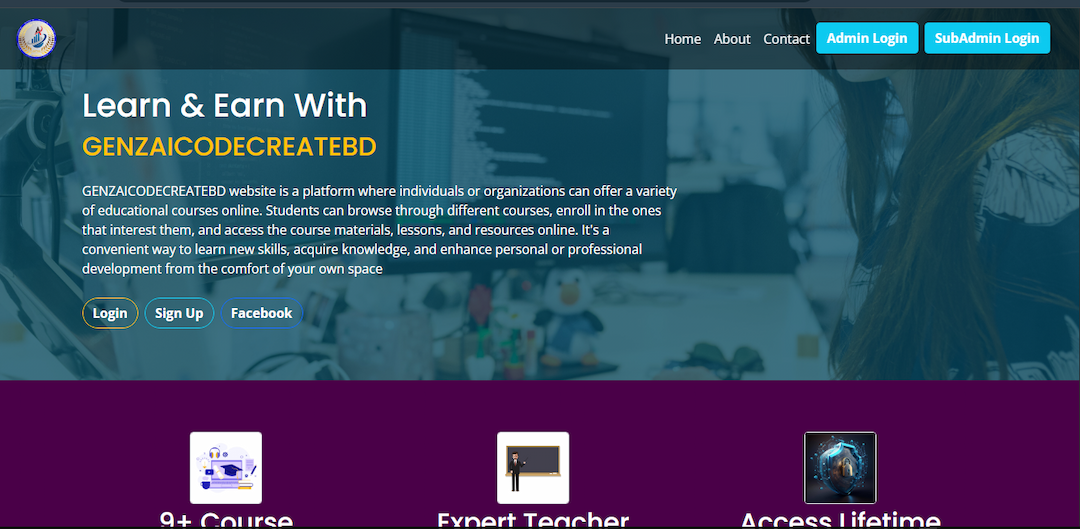 Home About Contact Admin Login SubAdmin Login
Learn & Earn With
GENZAICODECREATEBD
GENZAICODECREATEBD website is a platform where individuals or organizations can offer a variety
of educational courses online. Students can browse through different courses, enroll in the ones
that interest them, and access the course materials, lessons, and resources online. It's a
convenient way to learn new skills, acquire knowledge, and enhance personal or professional
development from the comfort of your own space
Login Sign Up Facebook
9+ Course Expert Teacher Access Lifetime